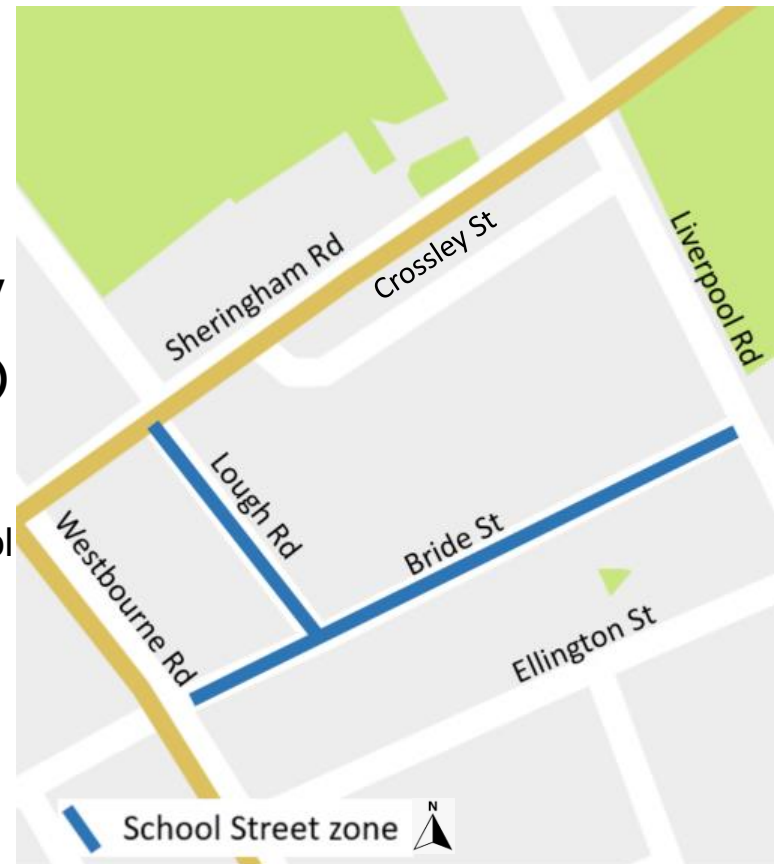 Sheringham Rd
Crossley St
Liverpool Rd
Lough Rd
Bride St
Westbourne Rd
Ellington St
School Street zone
N